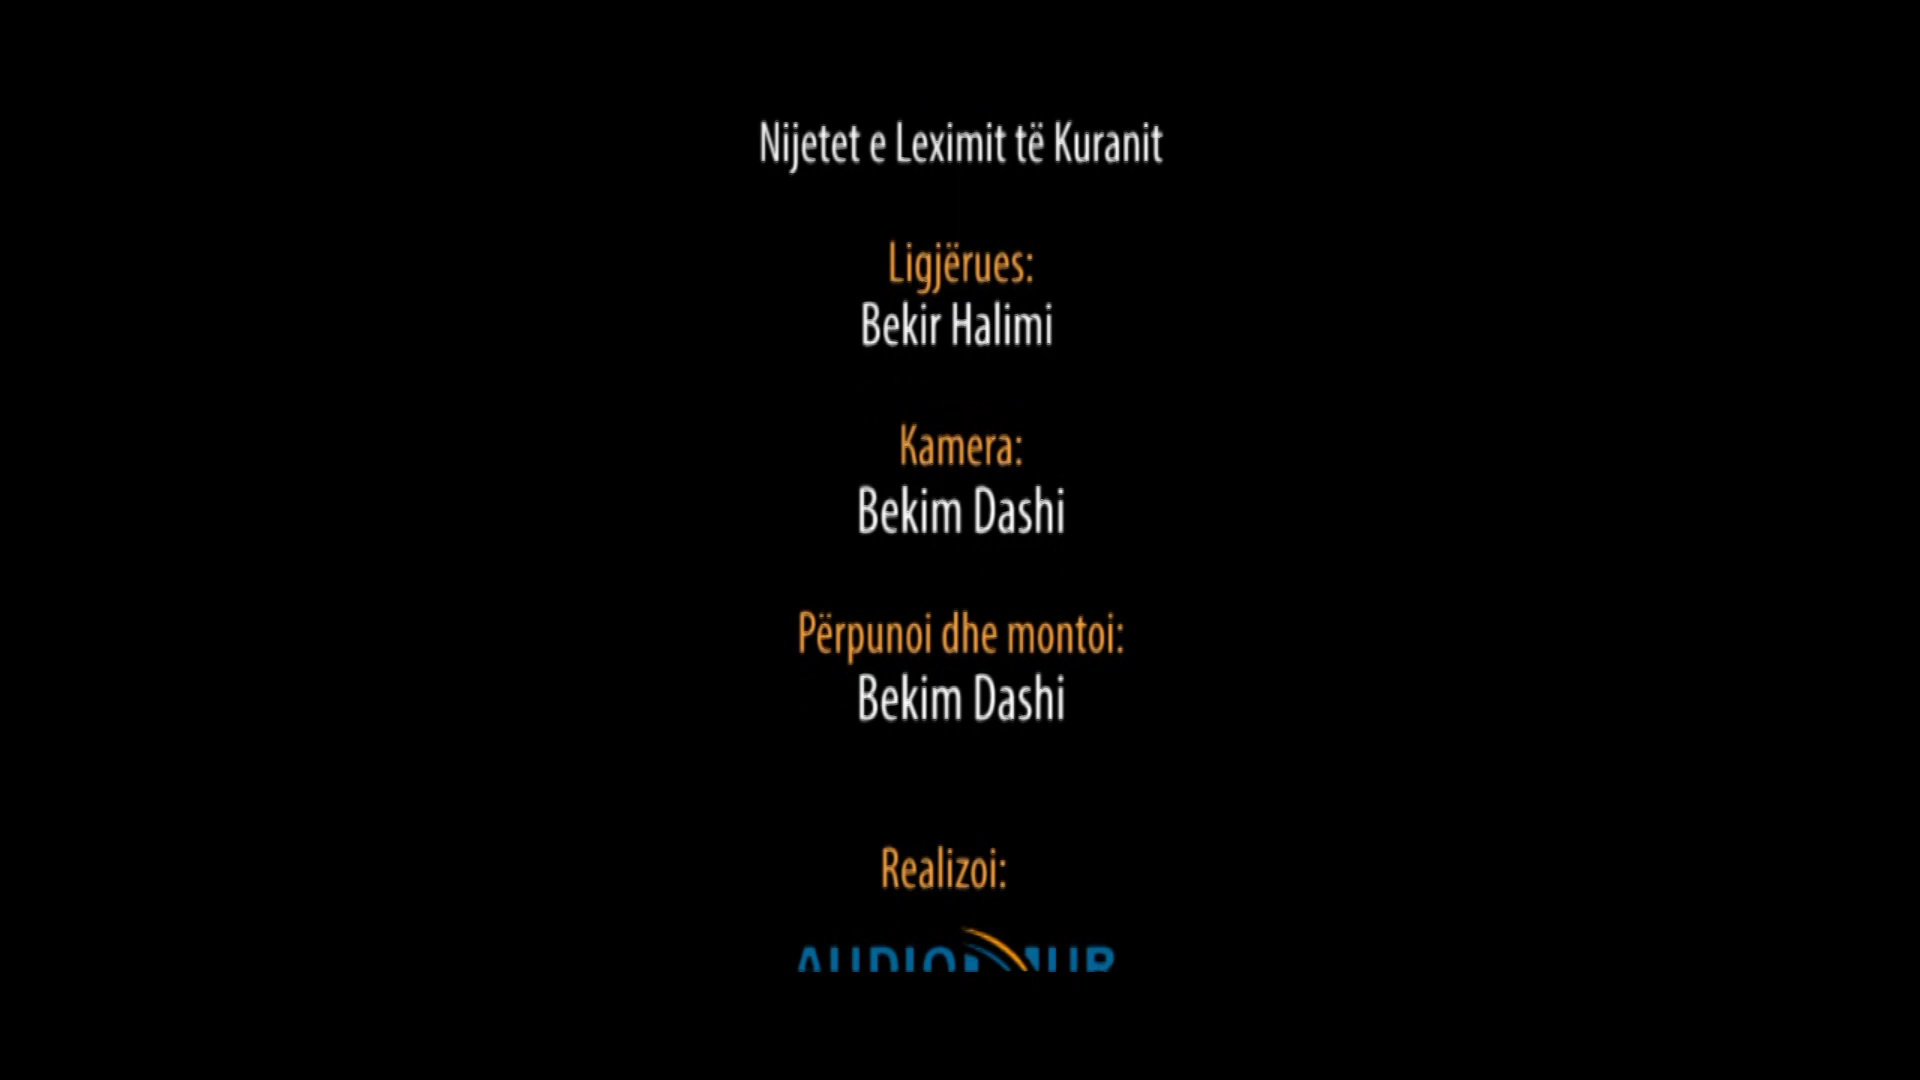 Nijetet e Leximit të Kuranit
Ligjërues:
Bekir Halimi
Kamera:
Bekim Dashi
Përpunoi dhe montoi:
Bekim Dashi
Realizoi: